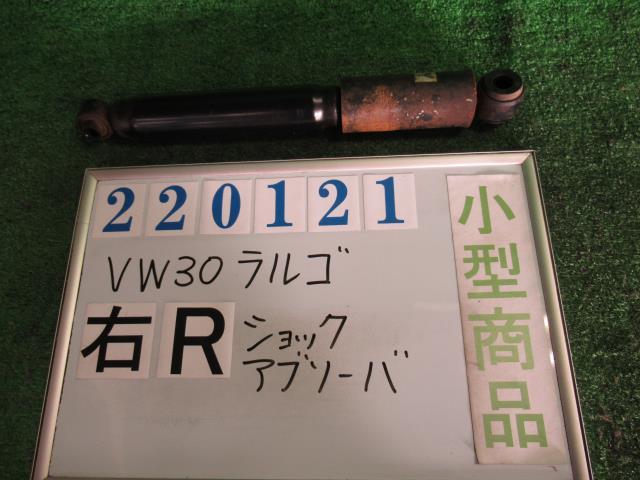 220121
VW30 ラルゴ
右 R ショック
アブソーバ
小型商品